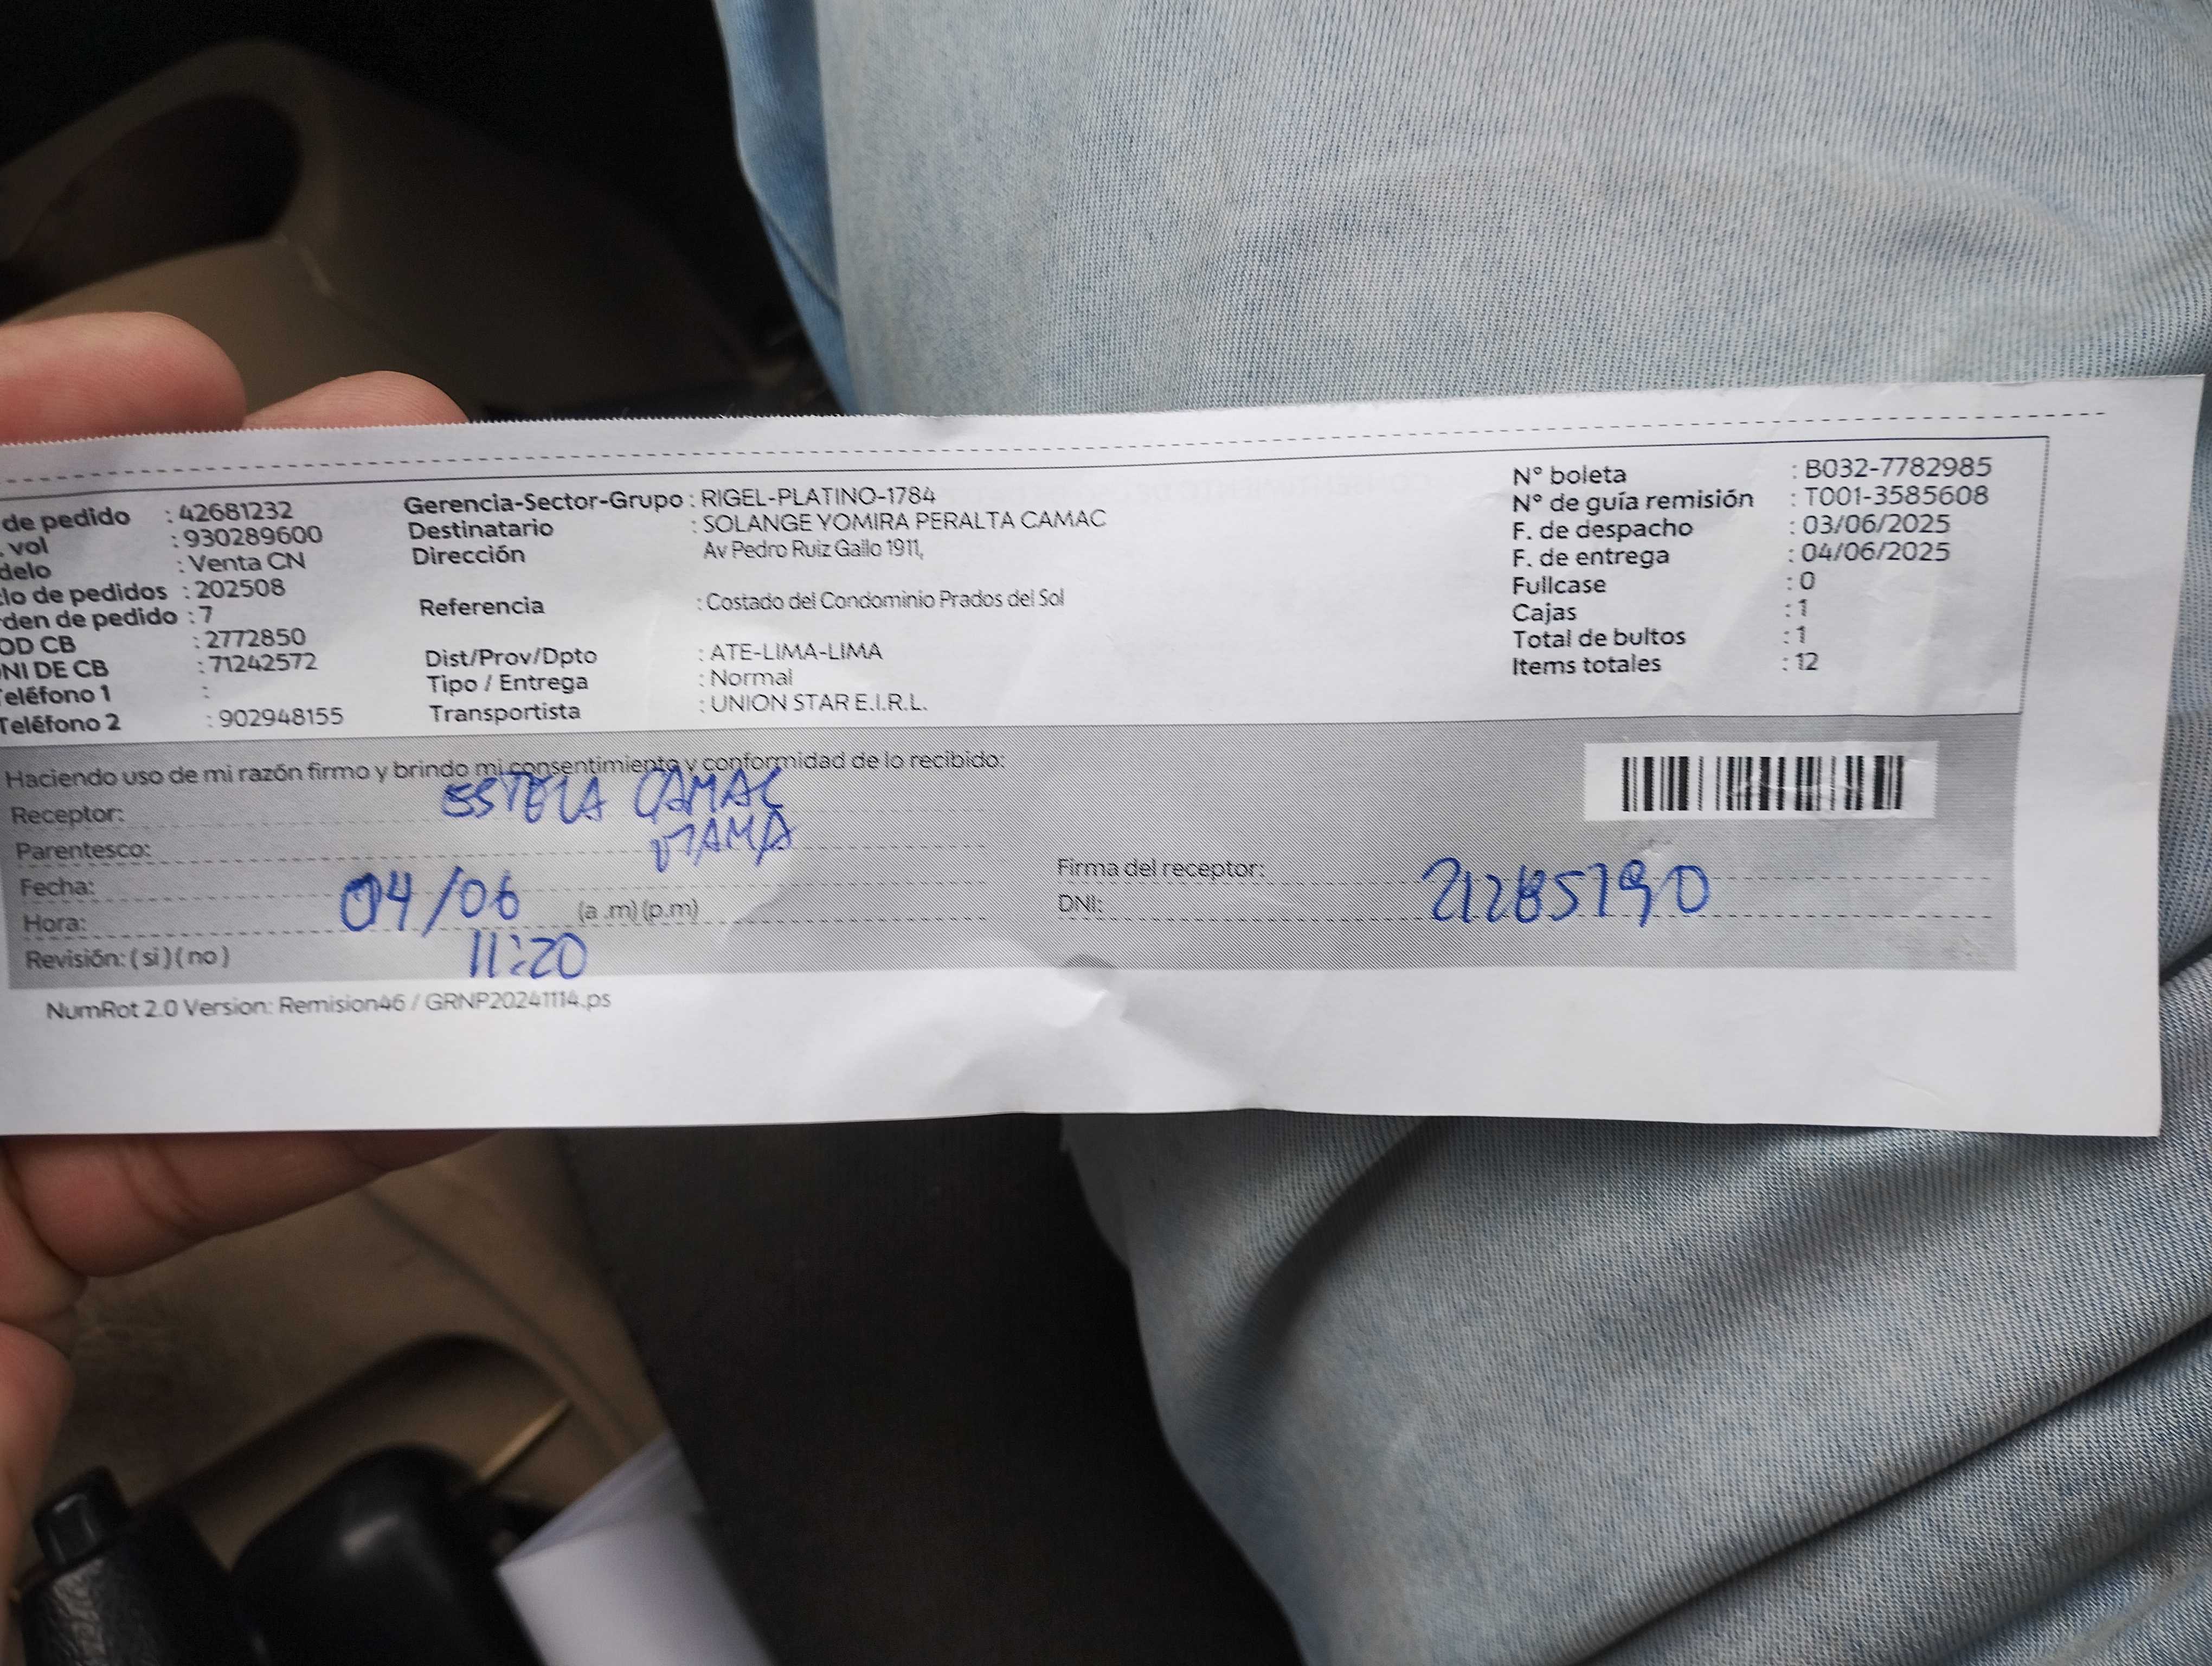 de pedido : 42681232
vol : 930289600
delo : Venta CN
lo de pedidos : 202508
den de pedido : 7
OD CB : 2772850
NI DE CB : 71242572
eléfono 1 :
Teléfono 2 : 902948155
Gerencia-Sector-Grupo : RIGEL-PLATINO-1784
Destinatario : SOLANGE YOMIRA PERALTA CAMAC
Dirección Av Pedro Ruiz Gallo 1911,
Referencia : Costado del Condominio Prados del Sol
Dist/Prov/Dpto : ATE-LIMA-LIMA
Tipo / Entrega : Normal
Transportista : UNION STAR E.I.R.L.
N° boleta : B032-7782985
N° de guía remisión : T001-3585608
F. de despacho : 03/06/2025
F. de entrega : 04/06/2025
Fullcase : 0
Cajas : 1
Total de bultos : 1
Items totales : 12
Haciendo uso de mi razón firmo y brindo mi consentimiento y conformidad de lo recibido:
Receptor: ESTELA CAMAC
Parentesco: MAMA
Fecha: 04/06
Hora: 11:20 (a .m) (p.m)
Revisión: ( si ) ( no )
Firma del receptor:
DNI: 21285790
NumRot 2.0 Version: Remision46 / GRNP20241114.ps